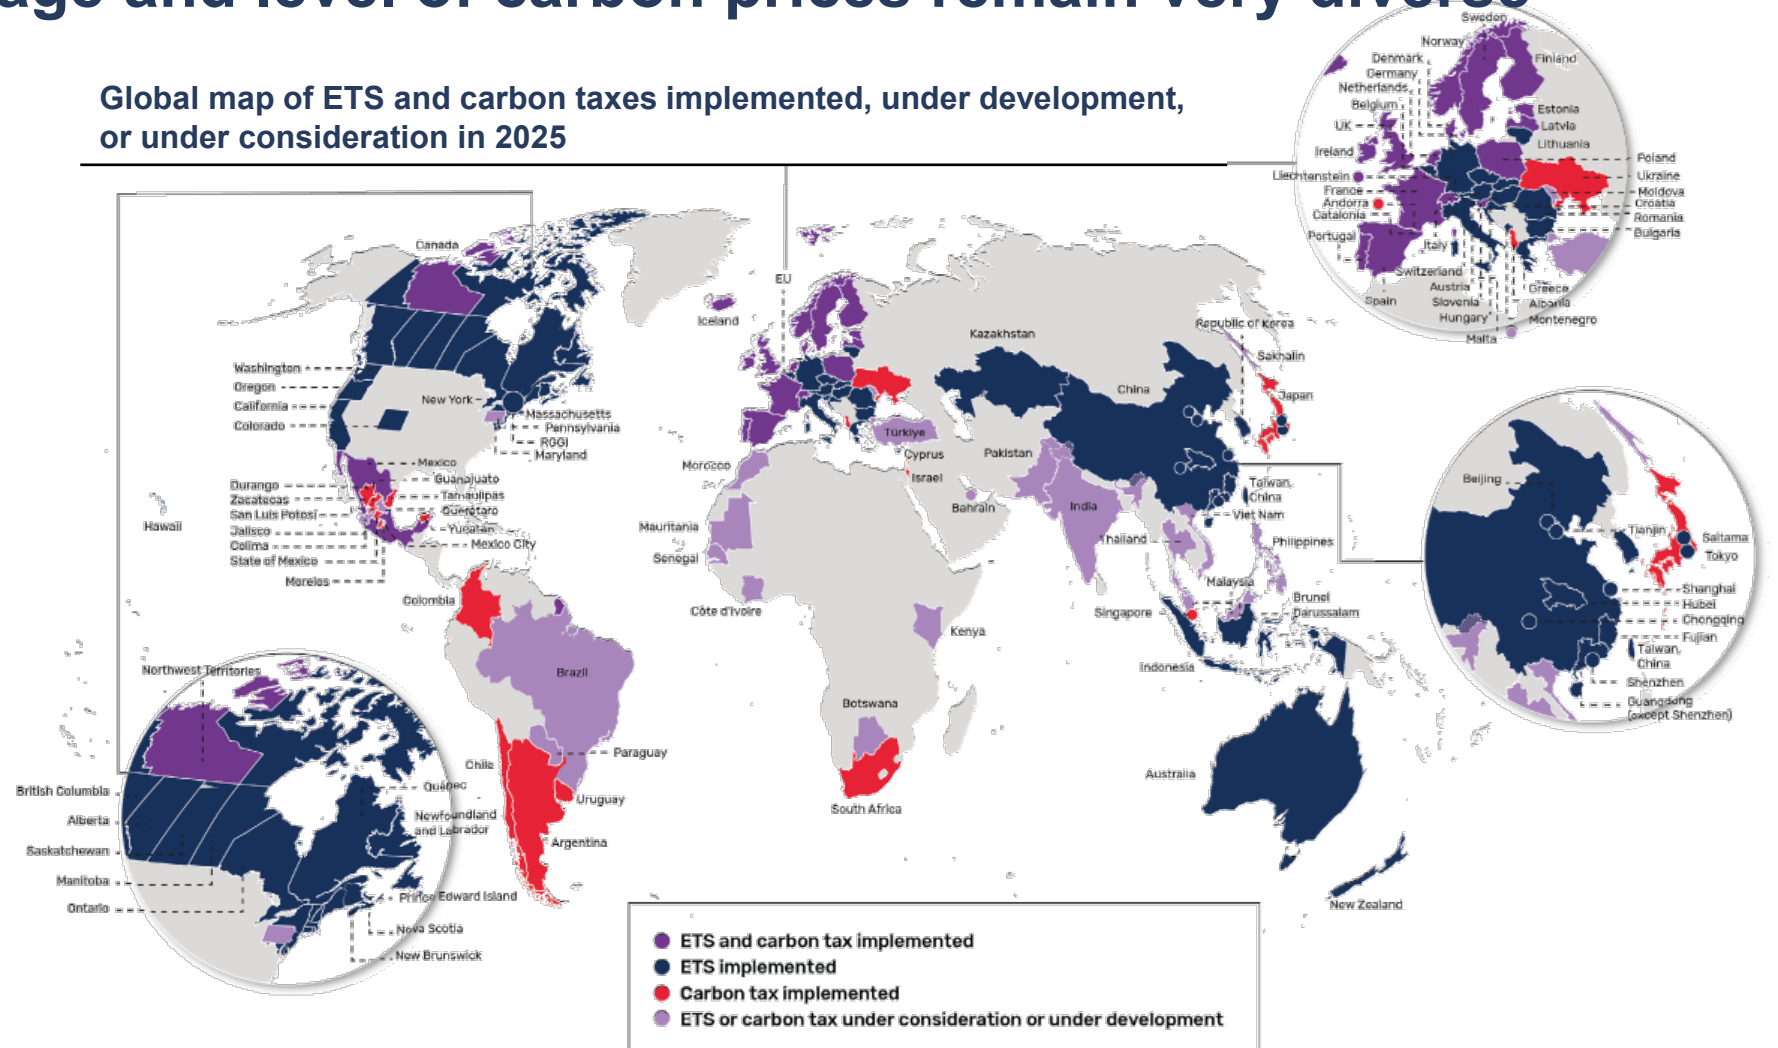 age and level of carbon prices remain very diverse
Global map of ETS and carbon taxes implemented, under development,
or under consideration in 2025
Sweden
Norway
Finland
Denmark
Germany
Netherlands
Belgium
Estonia
UK
Latvia
Ireland
Lithuania
Poland
Liechtenstein
Ukraine
France
Moldova
Andorra
Croatia
Catalonia
Romania
Portugal
Bulgaria
Italy
Switzerland
Austria
Greece
Spain
Slovenia
Albania
Hungary
Montenegro
Malta
Canada
EU
Iceland
Kazakhstan
Republic of Korea
Sakhalin
Japan
China
Washington
Oregon
California
Colorado
New York
Massachusetts
Pennsylvania
RGGI
Maryland
Türkiye
Cyprus
Israel
Pakistan
Morocco
Bahrain
India
Taiwan,
China
Viet Nam
Mexico
Guanajuato
Durango
Tamaulipas
Zacatecas
Querétaro
San Luis Potosí
Yucatán
Jalisco
Mexico City
Colima
State of Mexico
Morelos
Hawaii
Mauritania
Senegal
Côte d'Ivoire
Thailand
Philippines
Malaysia
Brunei
Darussalam
Singapore
Indonesia
Kenya
Colombia
Brazil
Botswana
Paraguay
Chile
Uruguay
Argentina
South Africa
Australia
New Zealand
Beijing
Tianjin
Saitama
Tokyo
Shanghai
Hubei
Chongqing
Fujian
Taiwan,
China
Shenzhen
Guangdong
(except Shenzhen)
Northwest Territories
British Columbia
Québec
Alberta
Newfoundland
and Labrador
Saskatchewan
Manitoba
Prince Edward Island
Ontario
Nova Scotia
New Brunswick
ETS and carbon tax implemented
ETS implemented
Carbon tax implemented
ETS or carbon tax under consideration or under development